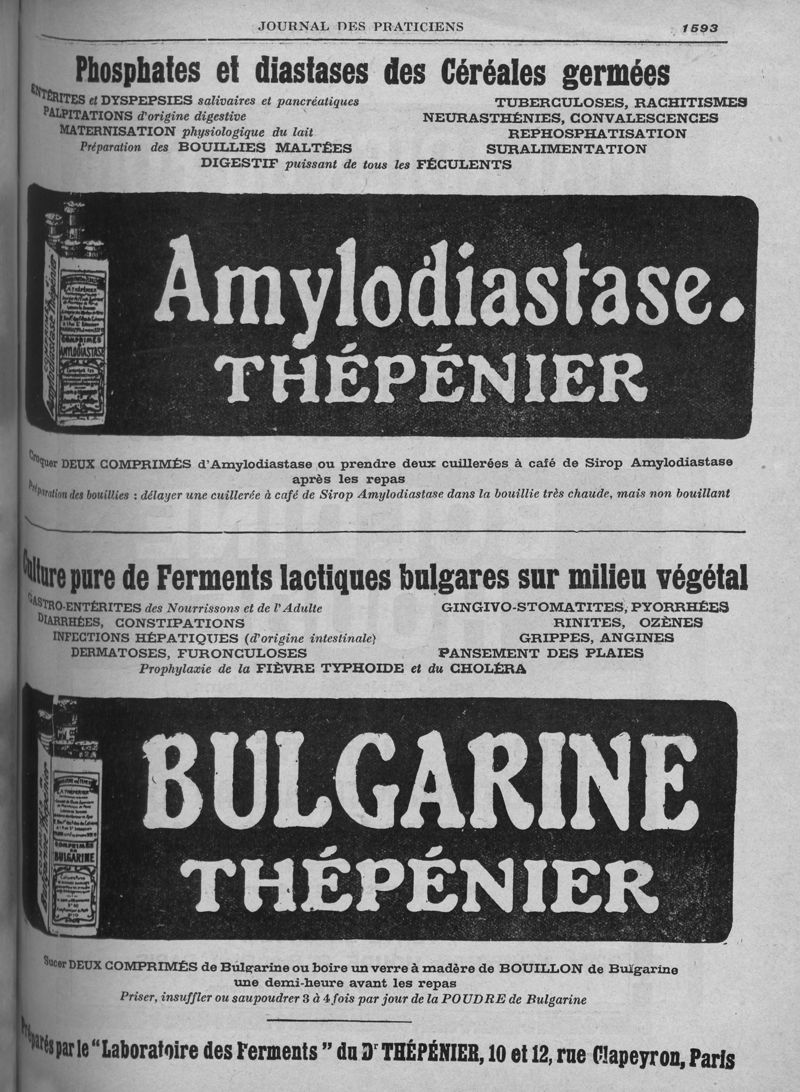 JOURNAL DES PRATICIENS 1593
Phosphates et diastases des Céréales germées
ENTÉRITES et DYSPEPSIES salivaires et pancréatiques
PALPITATIONS d'origine digestive
MATERNISATION physiologique du lait
Préparation des BOUILLIES MALTÉES
TUBERCULOSES, RACHITISMES
NEURASTHÉNIES, CONVALESCENCES
REPHOSPHATISATION
SURALIMENTATION
DIGESTIF puissant de tous les FÉCULENTS
Amylodiastase.
THÉPÉNIER
COMPRIMÉS
AMYLODIASTASE
Amylodiastase Thépénier
Croquer DEUX COMPRIMÉS d'Amylodiastase ou prendre deux cuillerées à café de Sirop Amylodiastase
après les repas
Préparation des bouillies : délayer une cuillerée à café de Sirop Amylodiastase dans la bouillie très chaude, mais non bouillant
Culture pure de Ferments lactiques bulgares sur milieu végétal
GASTRO-ENTÉRITES des Nourrissons et de l'Adulte
DIARRHÉES, CONSTIPATIONS
INFECTIONS HÉPATIQUES (d'origine intestinale)
DERMATOSES, FURONCULOSES
GINGIVO-STOMATITES, PYORRHÉES
RINITES, OZÈNES
GRIPPES, ANGINES
PANSEMENT DES PLAIES
Prophylaxie de la FIÈVRE TYPHOIDE et du CHOLÉRA
BULGARINE
THÉPÉNIER
A. THÉPÉNIER
COMPRIMÉS
BULGARINE
Sucer DEUX COMPRIMÉS de Bulgarine ou boire un verre à madère de BOUILLON de Bulgarine
une demi-heure avant les repas
Priser, insuffler ou saupoudrer 3 à 4 fois par jour de la POUDRE de Bulgarine
Préparés par le "Laboratoire des Ferments" du Dr THÉPÉNIER, 10 et 12, rue Clapeyron, Paris